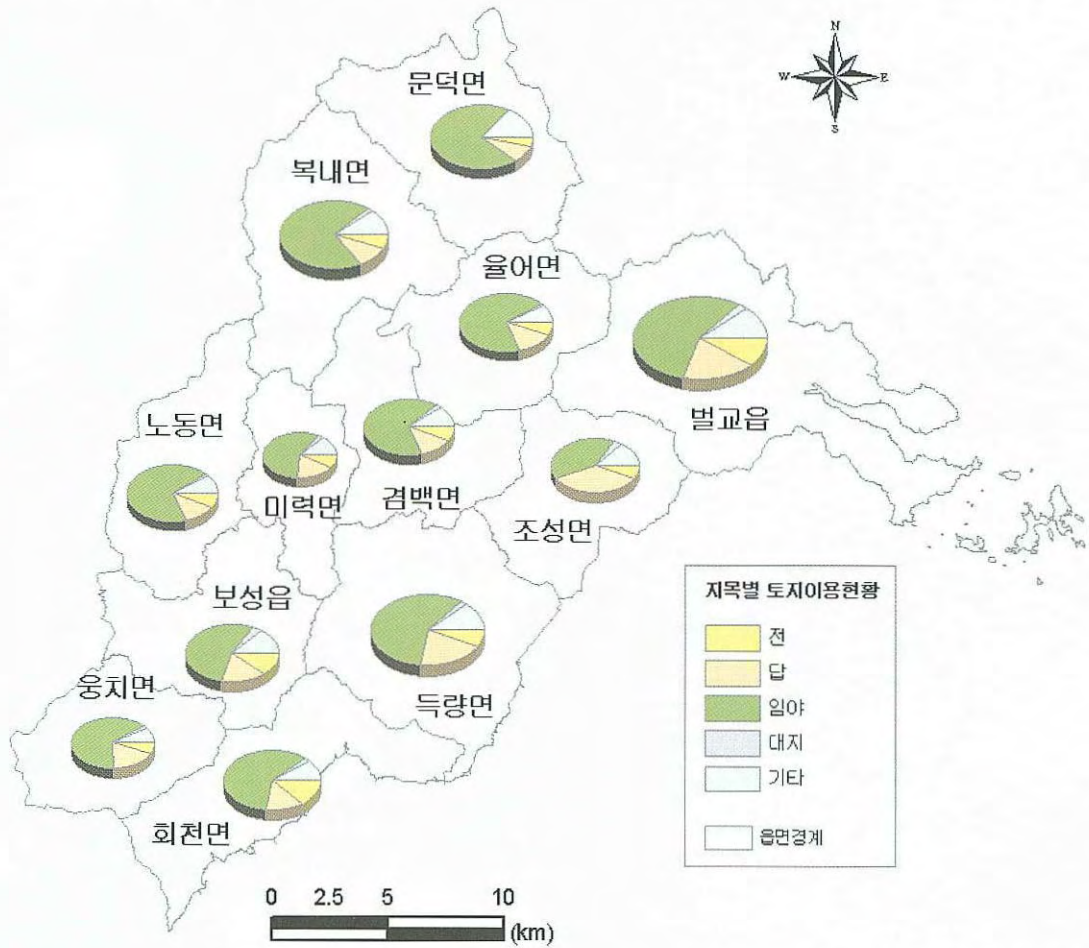 N
W
E
S
문덕면
복내면
율어면
벌교읍
노동면
미력면
겸백면
조성면
보성읍
득량면
웅치면
회천면
지목별 토지이용현황
전
답
임야
대지
기타
읍면경계
0 2.5 5 10
(km)